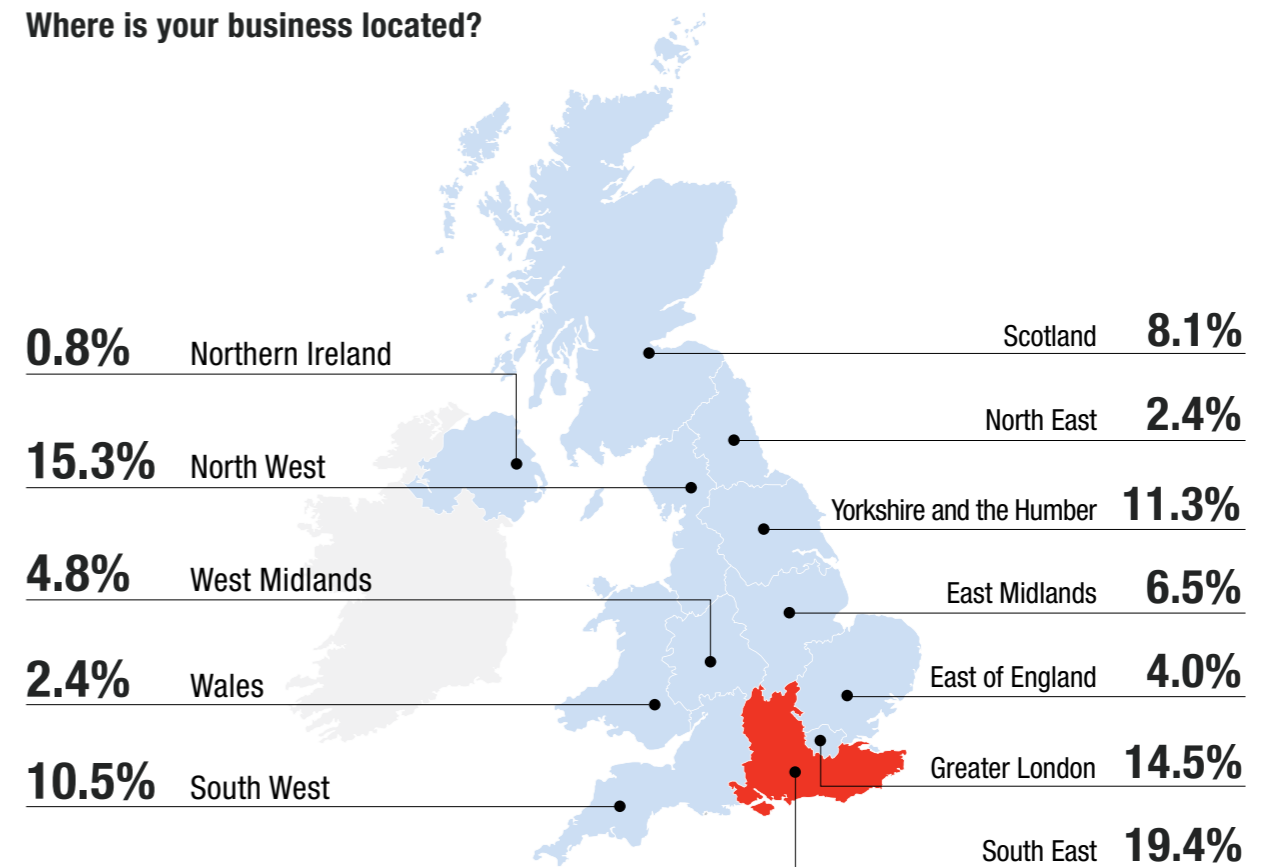 Where is your business located?
0.8% Northern Ireland
15.3% North West
4.8% West Midlands
2.4% Wales
10.5% South West
Scotland 8.1%
North East 2.4%
Yorkshire and the Humber 11.3%
East Midlands 6.5%
East of England 4.0%
Greater London 14.5%
South East 19.4%